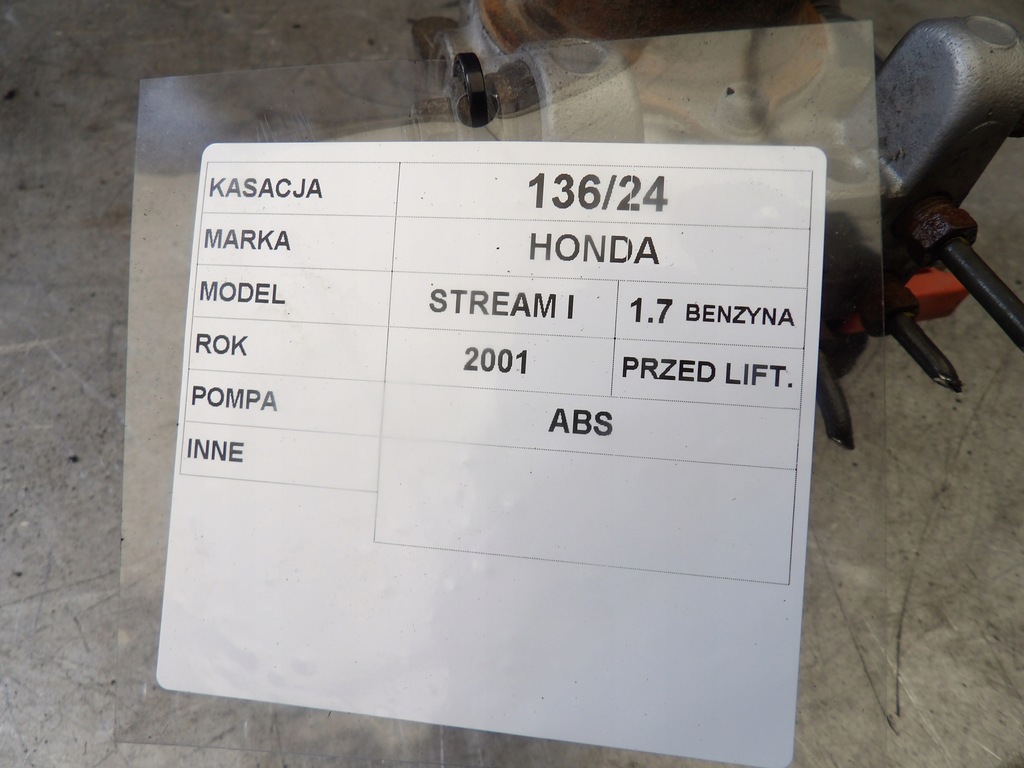 KASACJA 136/24
MARKA HONDA
MODEL STREAM I 1.7 BENZYNA
ROK 2001 PRZED LIFT.
POMPA ABS
INNE